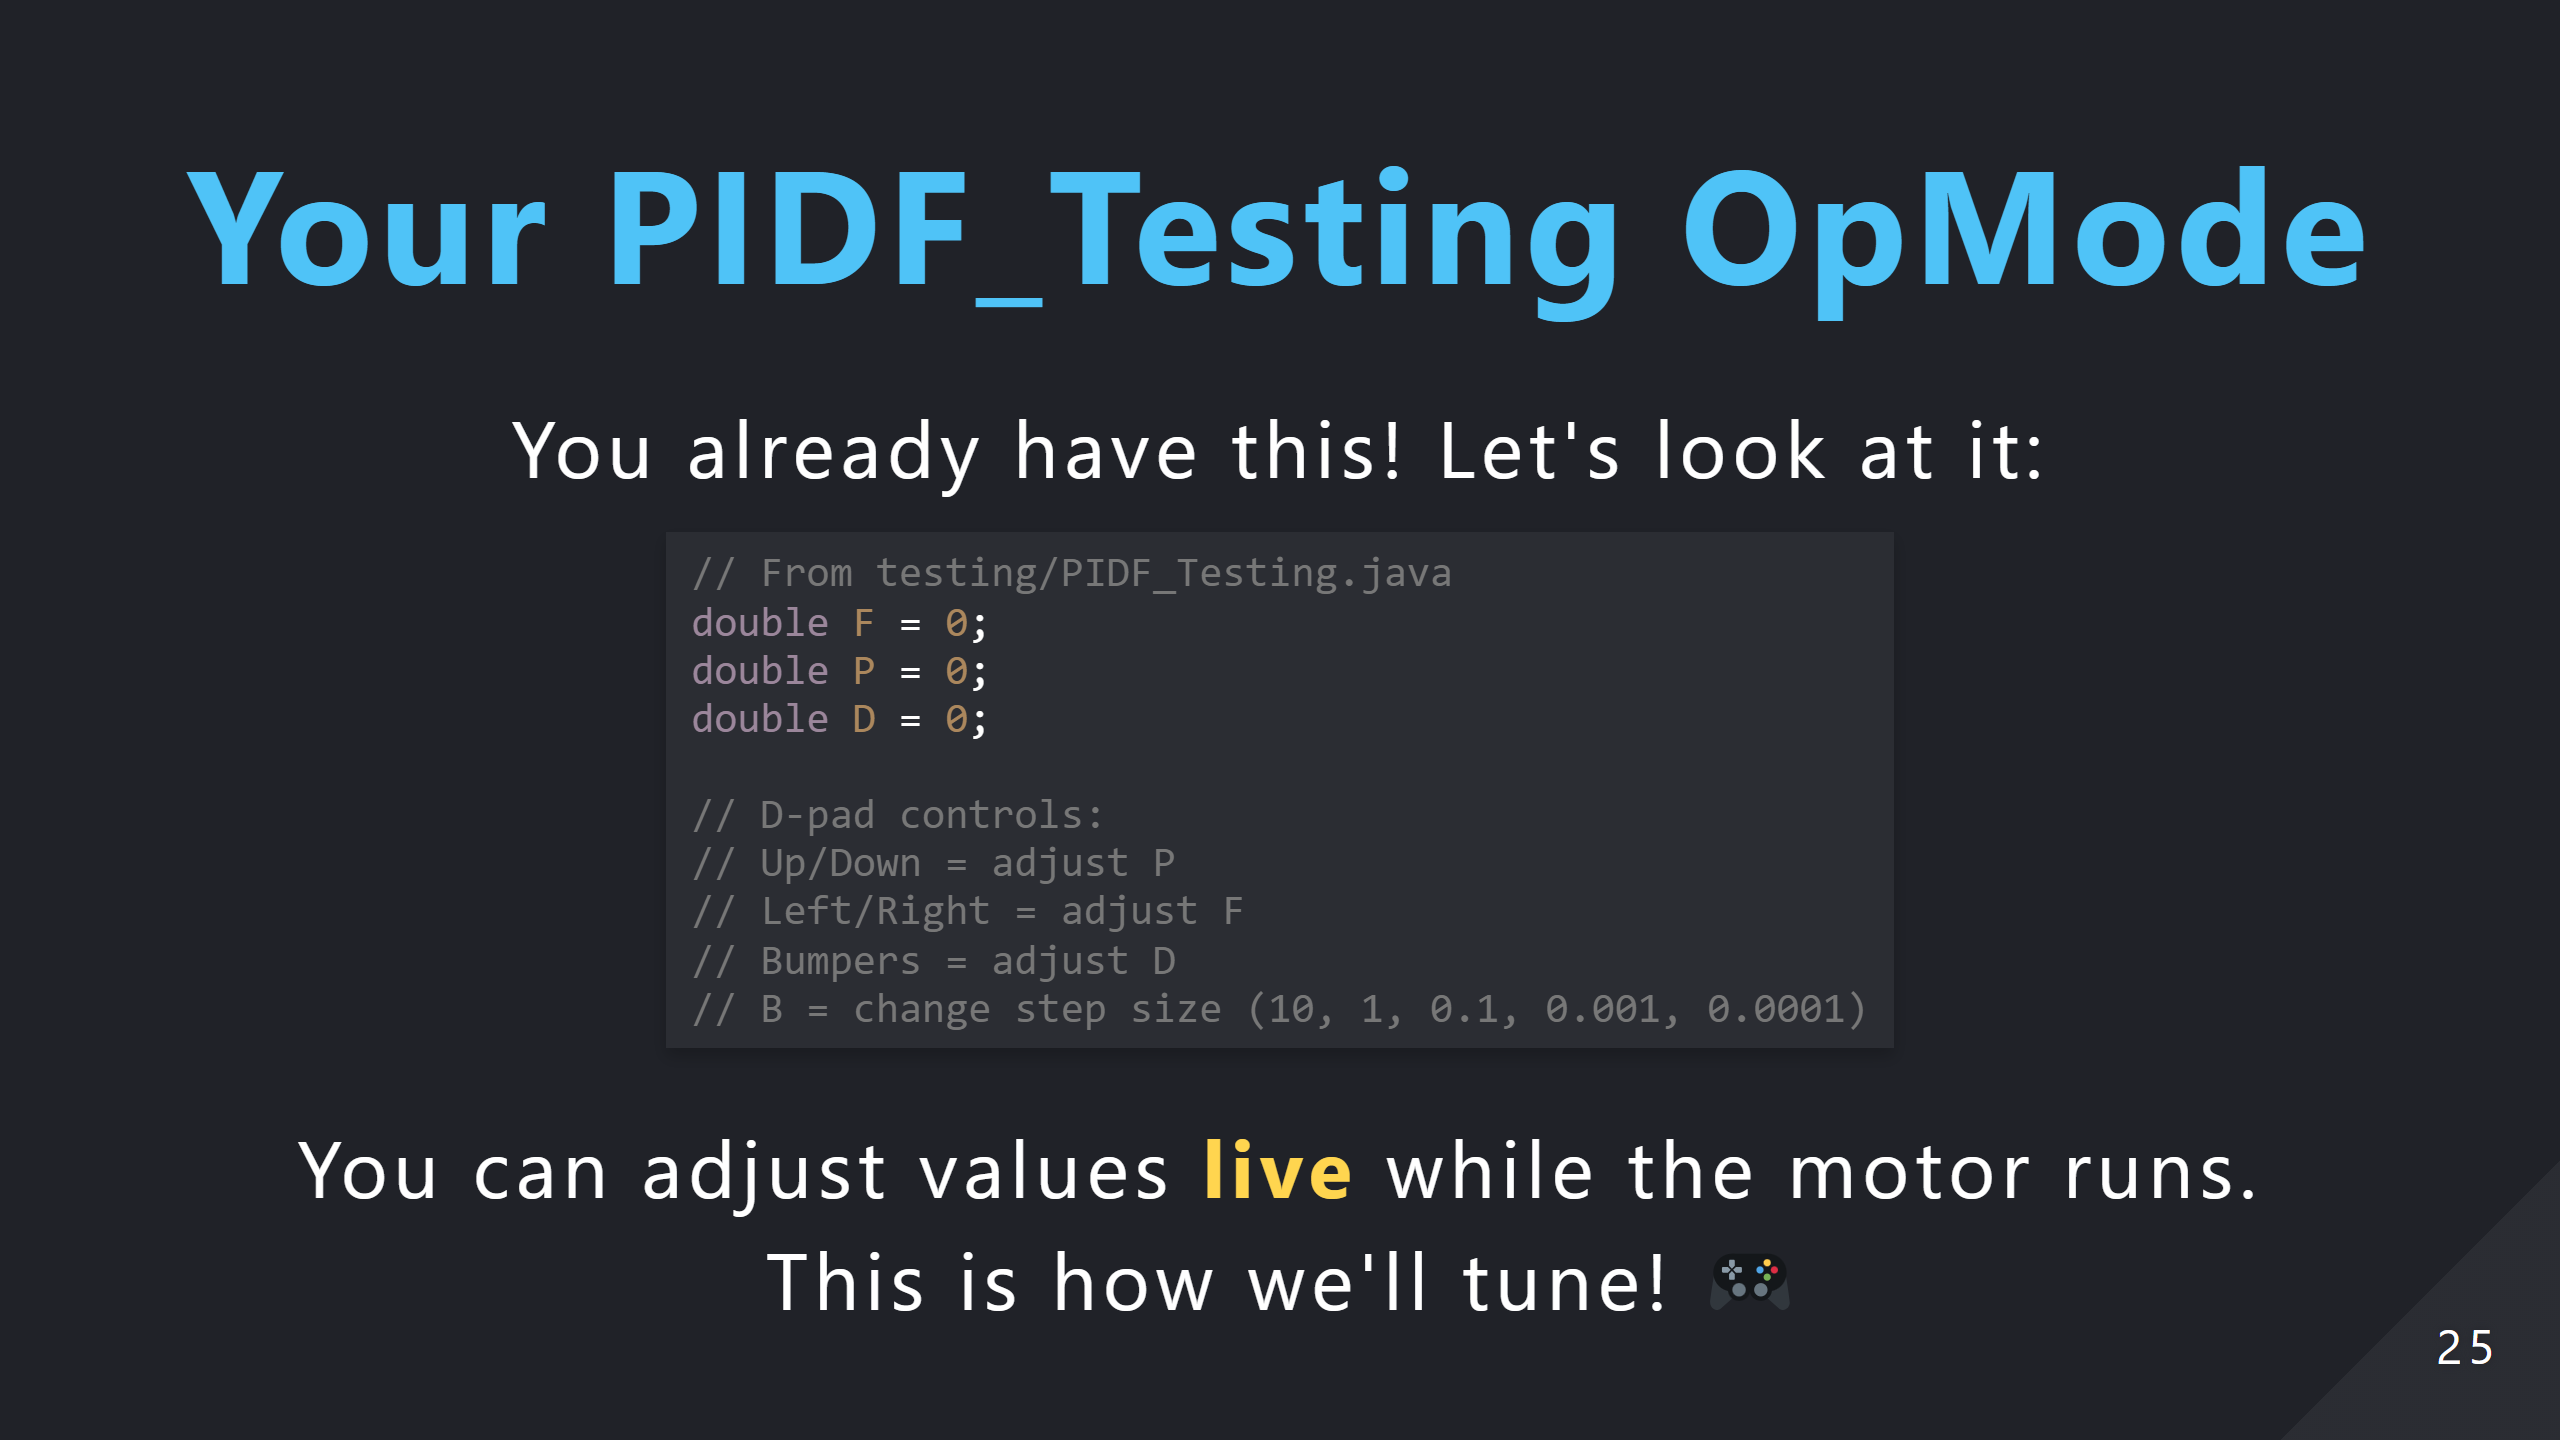 Your PIDF_Testing OpMode
You already have this! Let's look at it:
// From testing/PIDF_Testing.java
double F = 0;
double P = 0;
double D = 0;
// D-pad controls:
// Up/Down = adjust P
// Left/Right = adjust F
// Bumpers = adjust D
// B = change step size (10, 1, 0.1, 0.001, 0.0001)
You can adjust values live while the motor runs.
This is how we'll tune! 🎮
25